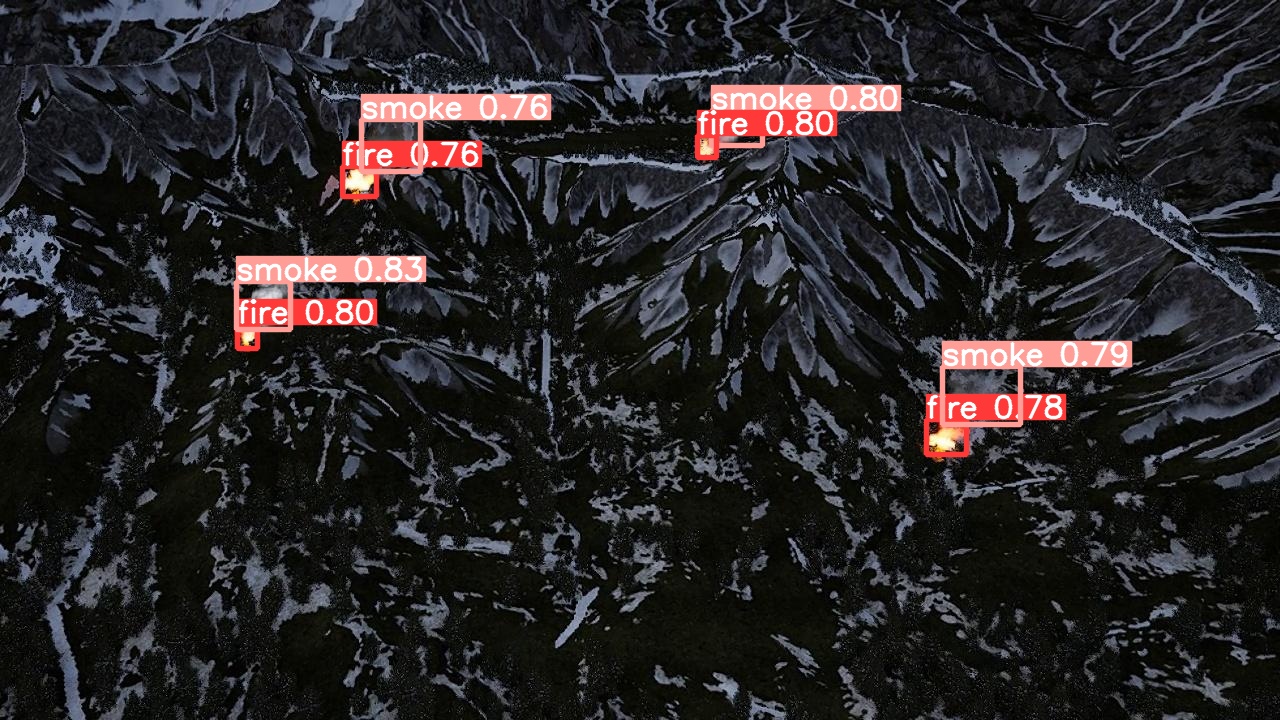 smoke 0.76
fire 0.76
smoke 0.80
fire 0.80
smoke 0.83
fire 0.80
smoke 0.79
fire 0.78